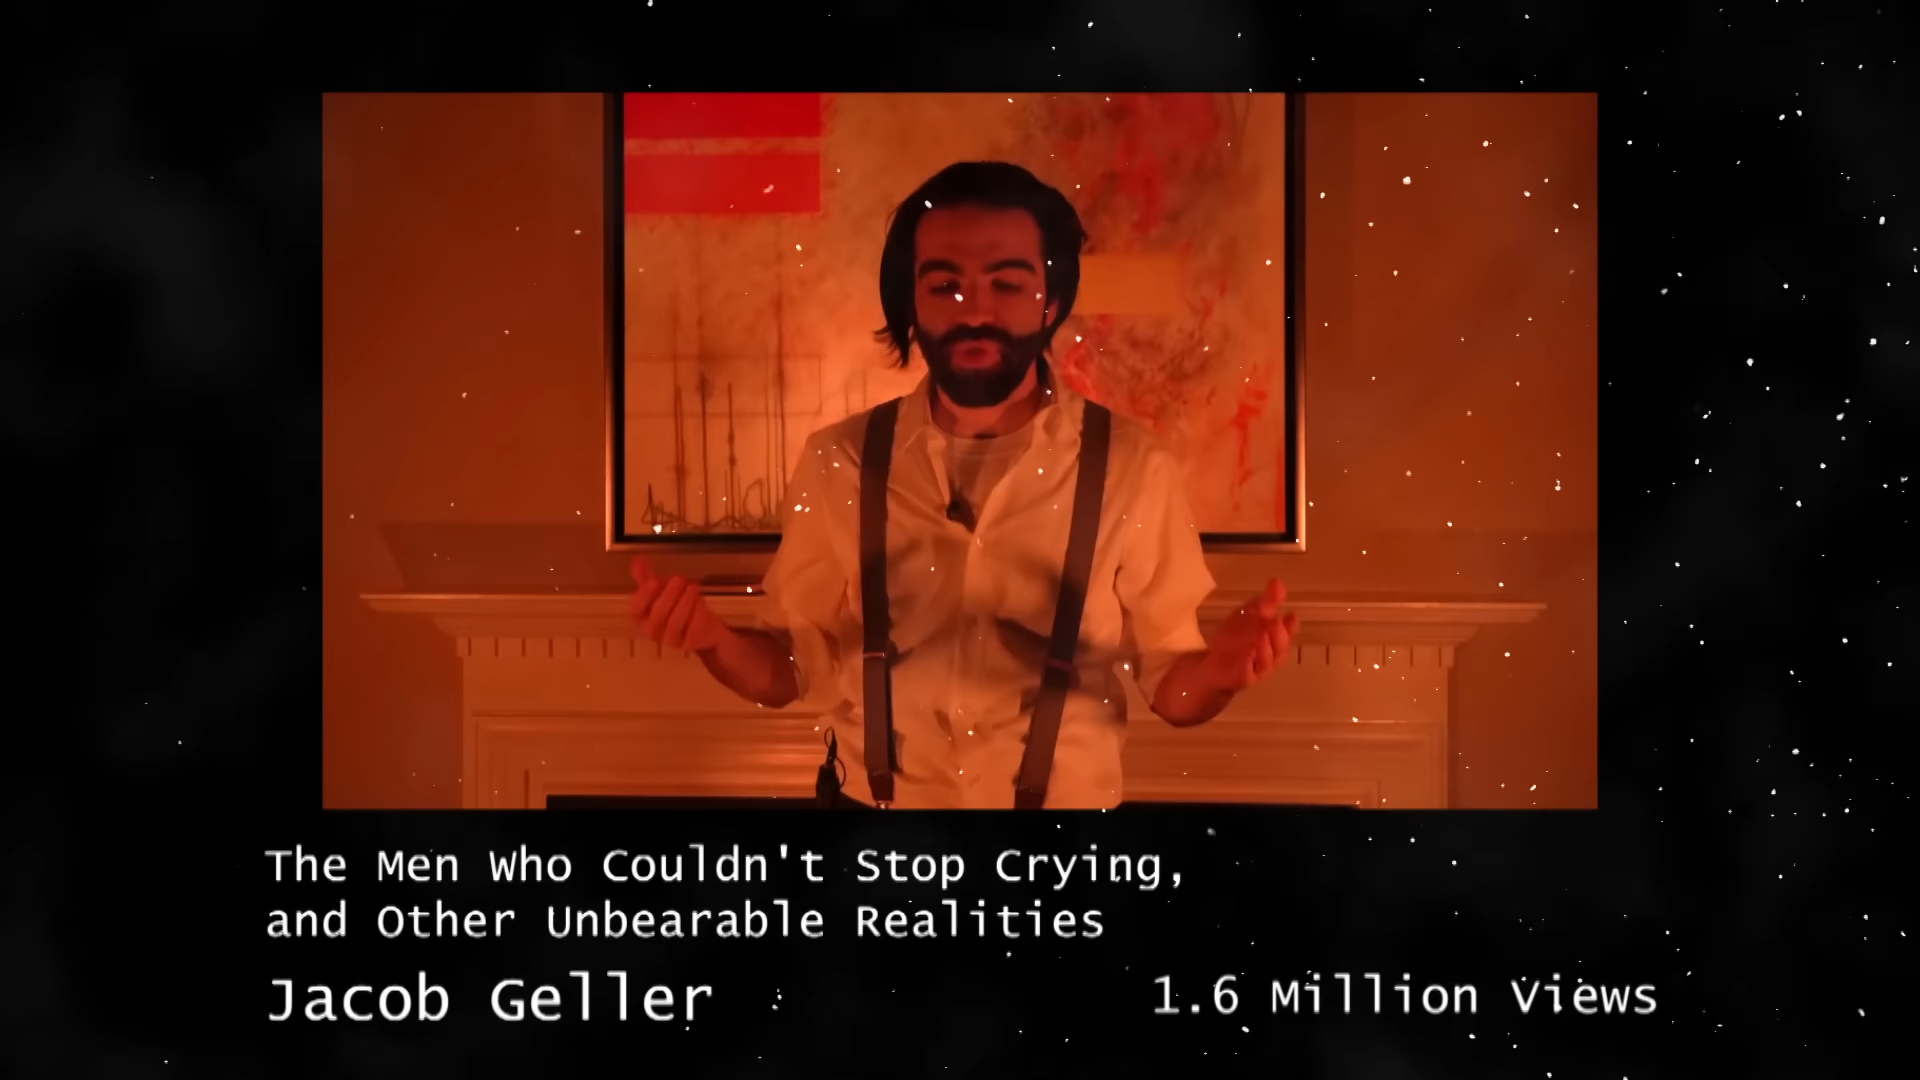 The Men Who Couldn't Stop Crying,
and Other Unbearable Realities
Jacob Geller
1.6 Million Views